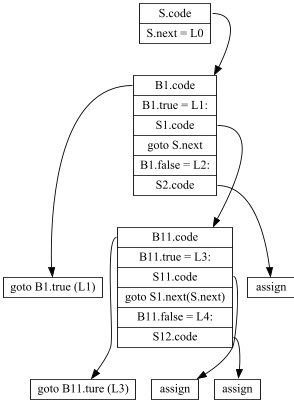 S.code
S.next = L0
B1.code
B1.true = L1:
S1.code
goto S.next
B1.false = L2:
S2.code
B11.code
B11.true = L3:
S11.code
goto S1.next(S.next)
B11.false = L4:
S12.code
goto B1.true (L1)
assign
goto B11.ture (L3)
assign
assign